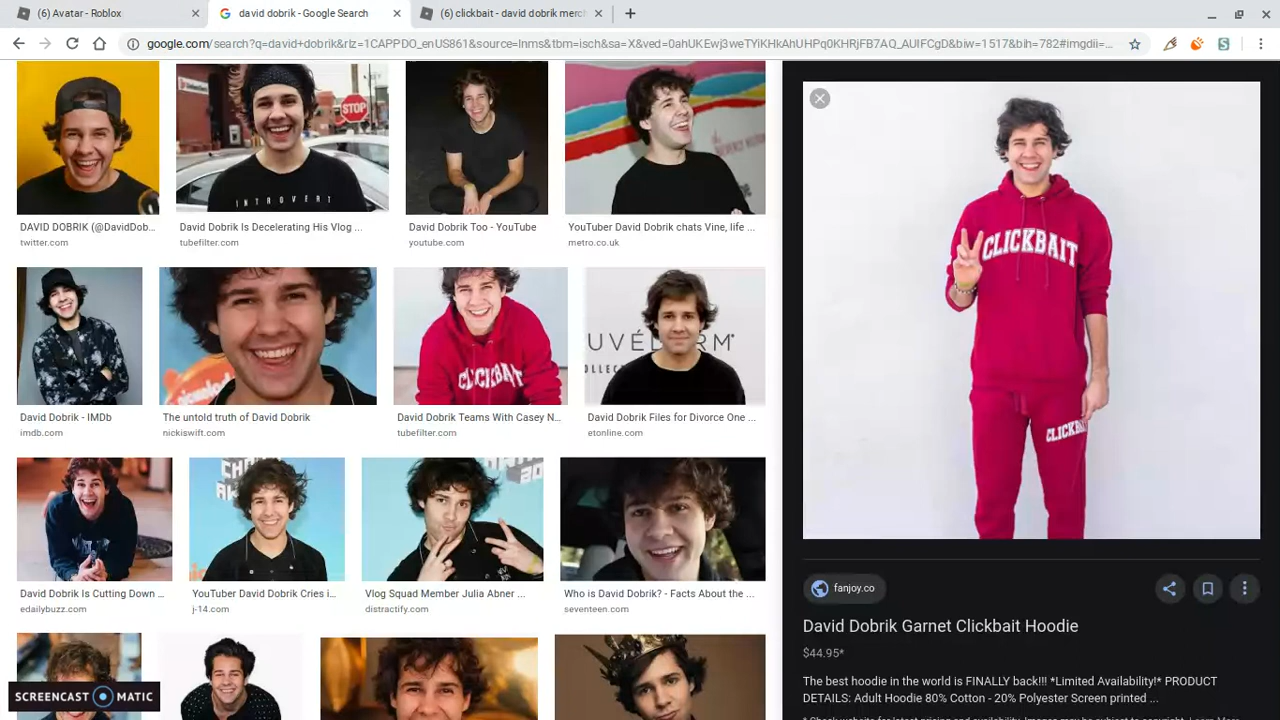 (6) Avatar - Roblox
david dobrik - Google Search
(6) clickbait - david dobrik merch
google.com/search?q=david+dobrik&rlz=1CAPPDO_enUS861&source=lnms&tbm=isch&sa=X&ved=0ahUKEwj3weTYiKHkAhUHPq0KHRjFB7AQ_AUIFCgD&biw=1517&bih=782#imgdii=...
STOP
INTROVERT
DAVID DOBRIK (@DavidDob...
twitter.com
David Dobrik Is Decelerating His Vlog ...
tubefilter.com
David Dobrik Too - YouTube
youtube.com
YouTuber David Dobrik chats Vine, life ...
metro.co.uk
CLICKBAIT
David Dobrik - IMDb
imdb.com
The untold truth of David Dobrik
nickiswift.com
David Dobrik Teams With Casey N...
tubefilter.com
David Dobrik Files for Divorce One ...
etonline.com
David Dobrik Is Cutting Down ...
edailybuzz.com
YouTuber David Dobrik Cries i...
j-14.com
Vlog Squad Member Julia Abner ...
distractify.com
Who is David Dobrik? - Facts About the ...
seventeen.com
SCREENCAST MATIC
CLICKBAIT
CLICKBAIT
fanjoy.co
David Dobrik Garnet Clickbait Hoodie
$44.95*
The best hoodie in the world is FINALLY back!!! *Limited Availability!* PRODUCT
DETAILS: Adult Hoodie 80% Cotton - 20% Polyester Screen printed ...